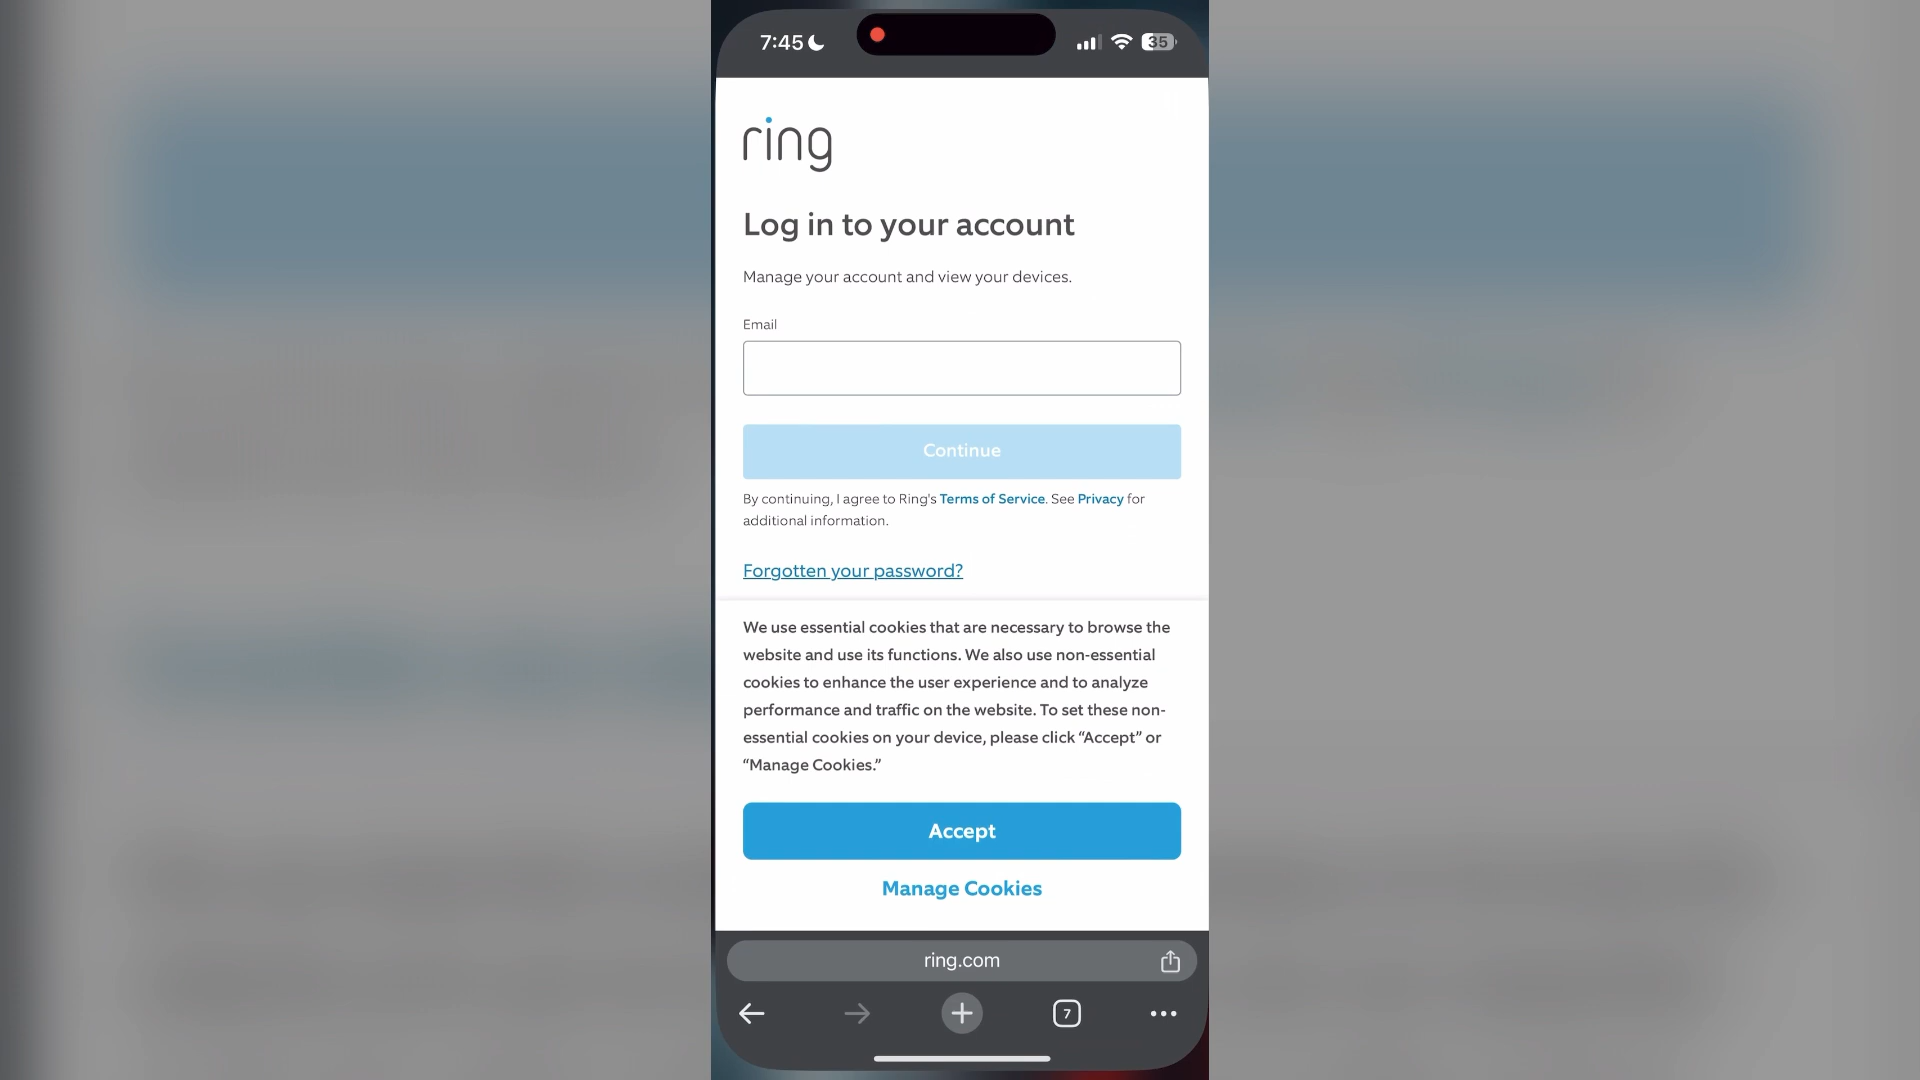 7:45
35
ring
Log in to your account
Manage your account and view your devices.
Email
Continue
By continuing, I agree to Ring's Terms of Service. See Privacy for
additional information.
Forgotten your password?
We use essential cookies that are necessary to browse the
website and use its functions. We also use non-essential
cookies to enhance the user experience and to analyze
performance and traffic on the website. To set these non-
essential cookies on your device, please click “Accept” or
“Manage Cookies.”
Accept
Manage Cookies
ring.com
7